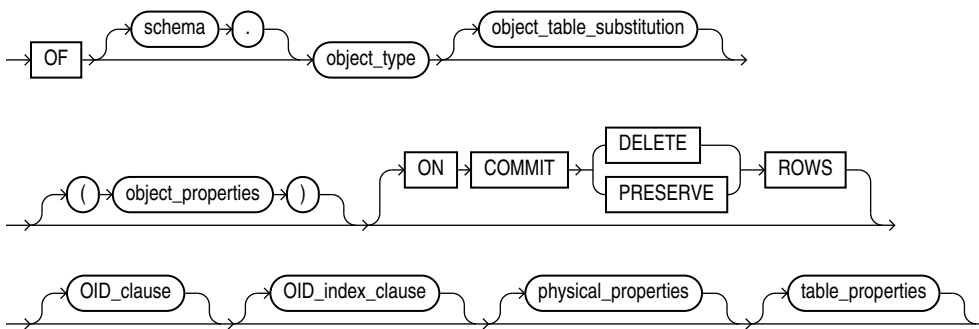 OF schema . object_type object_table_substitution
( object_properties ) ON COMMIT DELETE PRESERVE ROWS
OID_clause OID_index_clause physical_properties table_properties